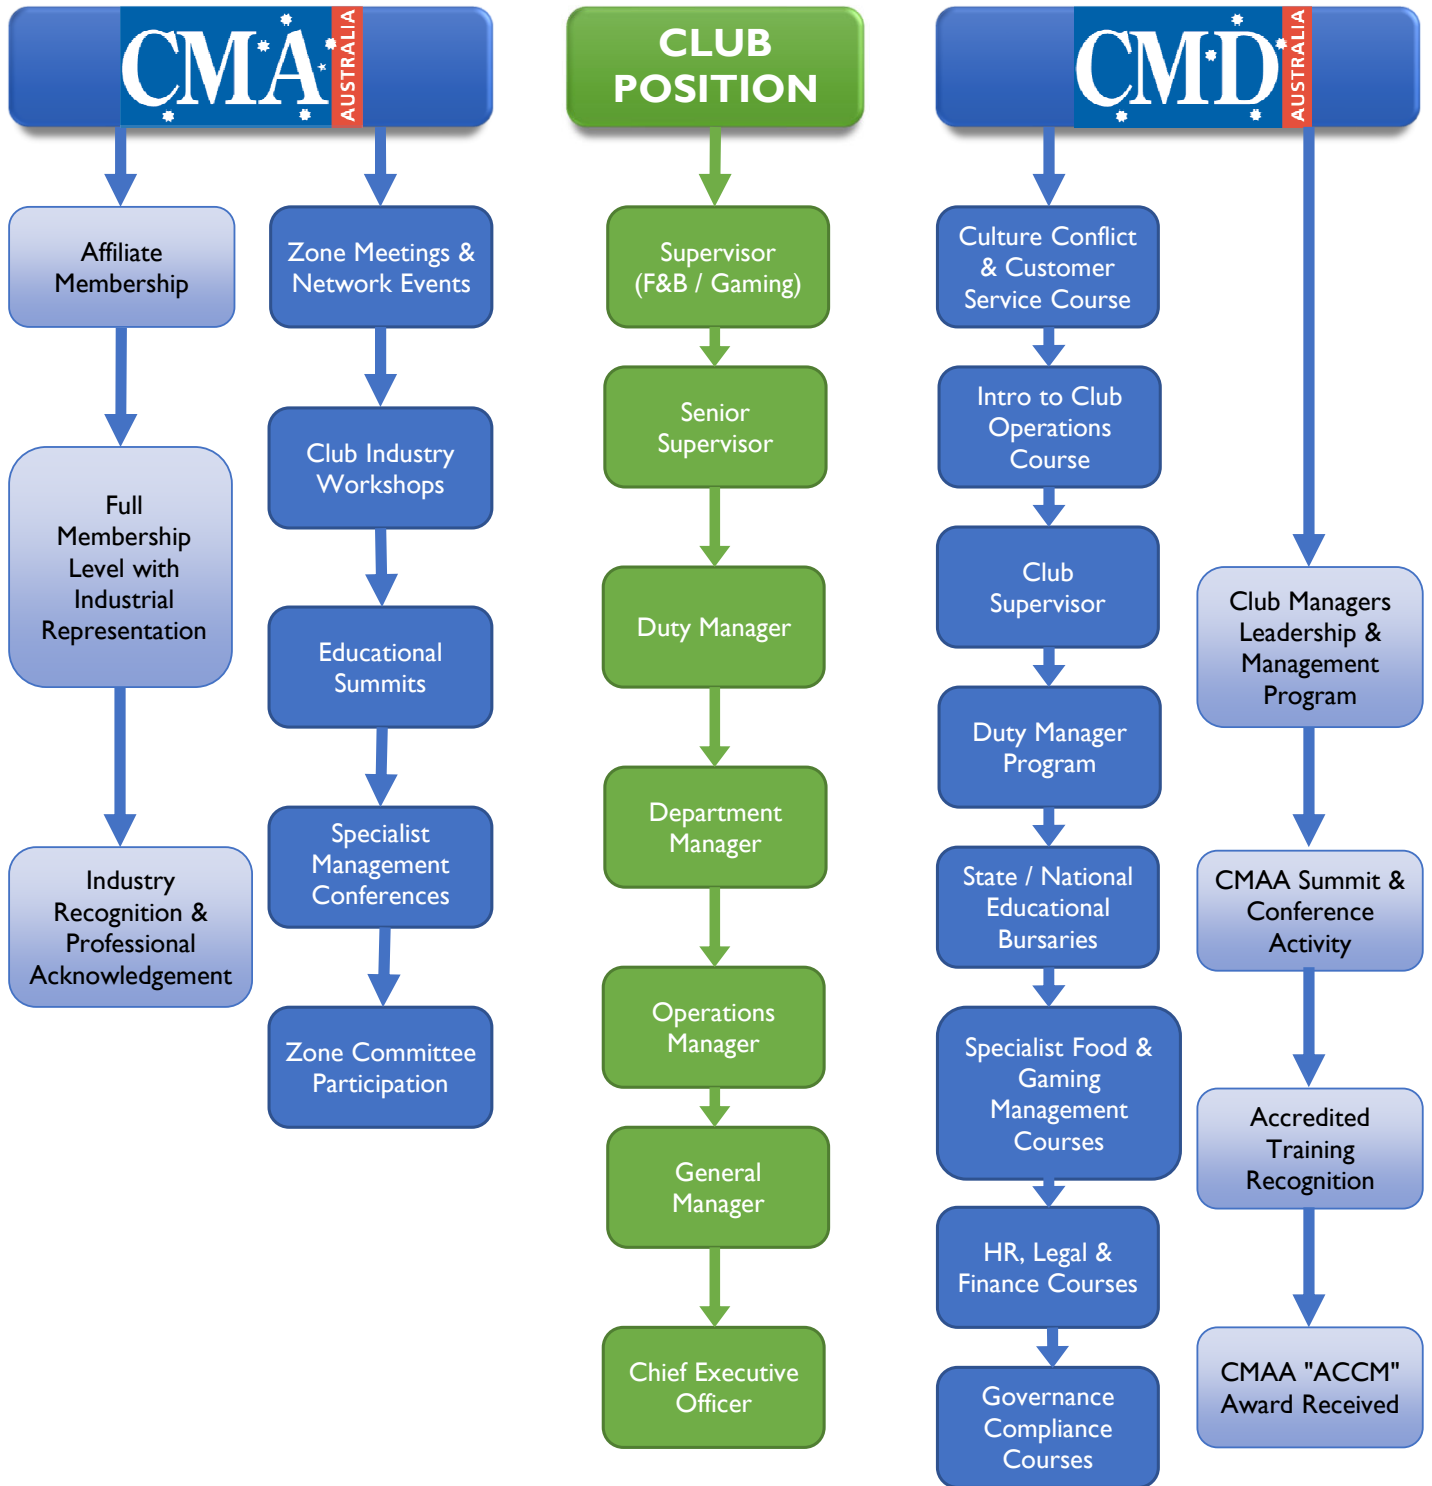 CMA
AUSTRALIA
CLUB
POSITION
CMD
AUSTRALIA
Affiliate
Membership
Full
Membership
Level with
Industrial
Representation
Industry
Recognition &
Professional
Acknowledgement
Zone Meetings &
Network Events
Club Industry
Workshops
Educational
Summits
Specialist
Management
Conferences
Zone Committee
Participation
Supervisor
(F&B / Gaming)
Senior
Supervisor
Duty Manager
Department
Manager
Operations
Manager
General
Manager
Chief Executive
Officer
Culture Conflict
& Customer
Service Course
Intro to Club
Operations
Course
Club
Supervisor
Duty Manager
Program
State / National
Educational
Bursaries
Specialist Food &
Gaming
Management
Courses
HR, Legal &
Finance Courses
Governance
Compliance
Courses
Club Managers
Leadership &
Management
Program
CMAA Summit &
Conference
Activity
Accredited
Training
Recognition
CMAA "ACCM"
Award Received